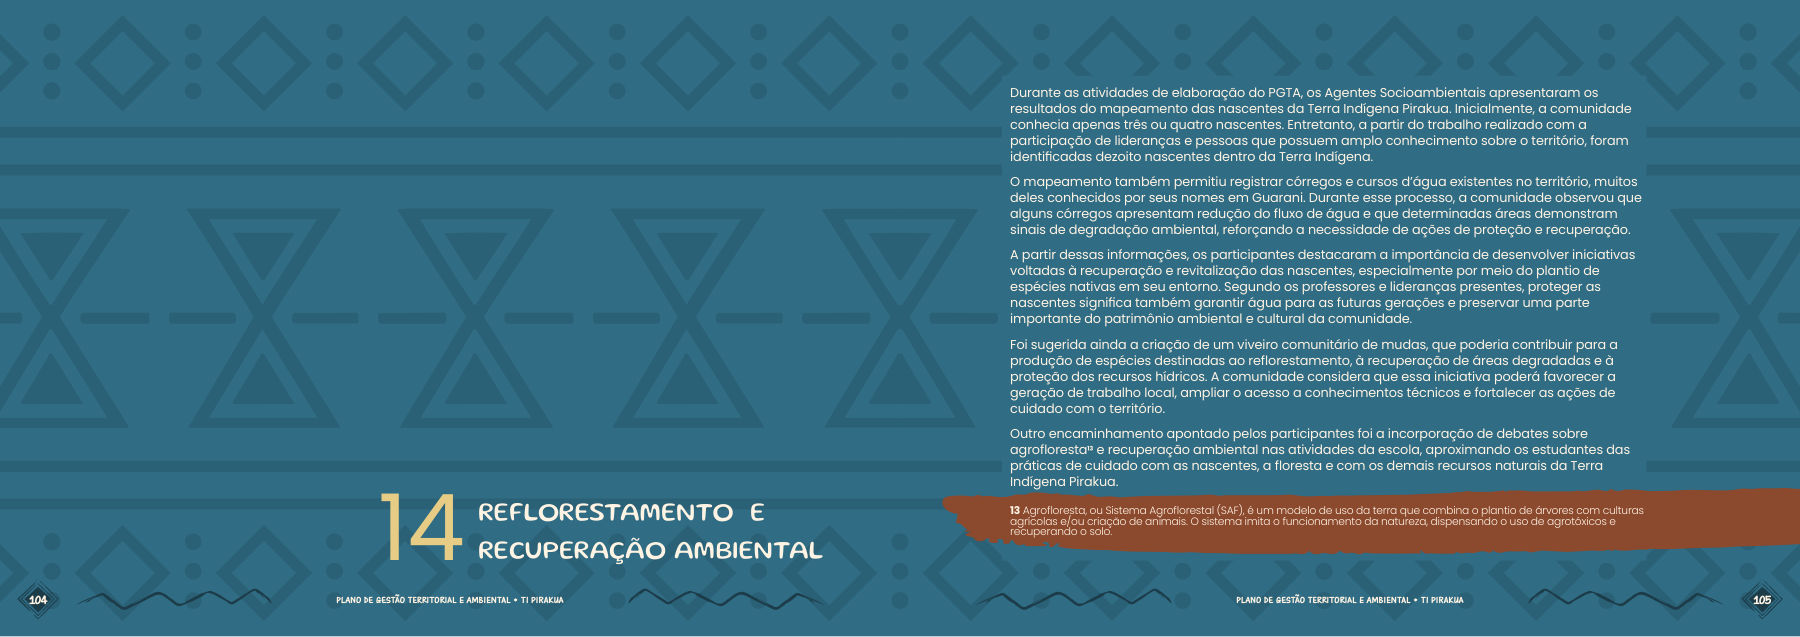 14
REFLORESTAMENTO E
RECUPERAÇÃO AMBIENTAL
104
PLANO DE GESTÃO TERRITORIAL E AMBIENTAL • TI PIRAKUA
Durante as atividades de elaboração do PGTA, os Agentes Socioambientais apresentaram os
resultados do mapeamento das nascentes da Terra Indígena Pirakua. Inicialmente, a comunidade
conhecia apenas três ou quatro nascentes. Entretanto, a partir do trabalho realizado com a
participação de lideranças e pessoas que possuem amplo conhecimento sobre o território, foram
identificadas dezoito nascentes dentro da Terra Indígena.
O mapeamento também permitiu registrar córregos e cursos d’água existentes no território, muitos
deles conhecidos por seus nomes em Guarani. Durante esse processo, a comunidade observou que
alguns córregos apresentam redução do fluxo de água e que determinadas áreas demonstram
sinais de degradação ambiental, reforçando a necessidade de ações de proteção e recuperação.
A partir dessas informações, os participantes destacaram a importância de desenvolver iniciativas
voltadas à recuperação e revitalização das nascentes, especialmente por meio do plantio de
espécies nativas em seu entorno. Segundo os professores e lideranças presentes, proteger as
nascentes significa também garantir água para as futuras gerações e preservar uma parte
importante do patrimônio ambiental e cultural da comunidade.
Foi sugerida ainda a criação de um viveiro comunitário de mudas, que poderia contribuir para a
produção de espécies destinadas ao reflorestamento, à recuperação de áreas degradadas e à
proteção dos recursos hídricos. A comunidade considera que essa iniciativa poderá favorecer a
geração de trabalho local, ampliar o acesso a conhecimentos técnicos e fortalecer as ações de
cuidado com o território.
Outro encaminhamento apontado pelos participantes foi a incorporação de debates sobre
agrofloresta¹³ e recuperação ambiental nas atividades da escola, aproximando os estudantes das
práticas de cuidado com as nascentes, a floresta e com os demais recursos naturais da Terra
Indígena Pirakua.
13 Agrofloresta, ou Sistema Agroflorestal (SAF), é um modelo de uso da terra que combina o plantio de árvores com culturas
agrícolas e/ou criação de animais. O sistema imita o funcionamento da natureza, dispensando o uso de agrotóxicos e
recuperando o solo.
PLANO DE GESTÃO TERRITORIAL E AMBIENTAL • TI PIRAKUA
105